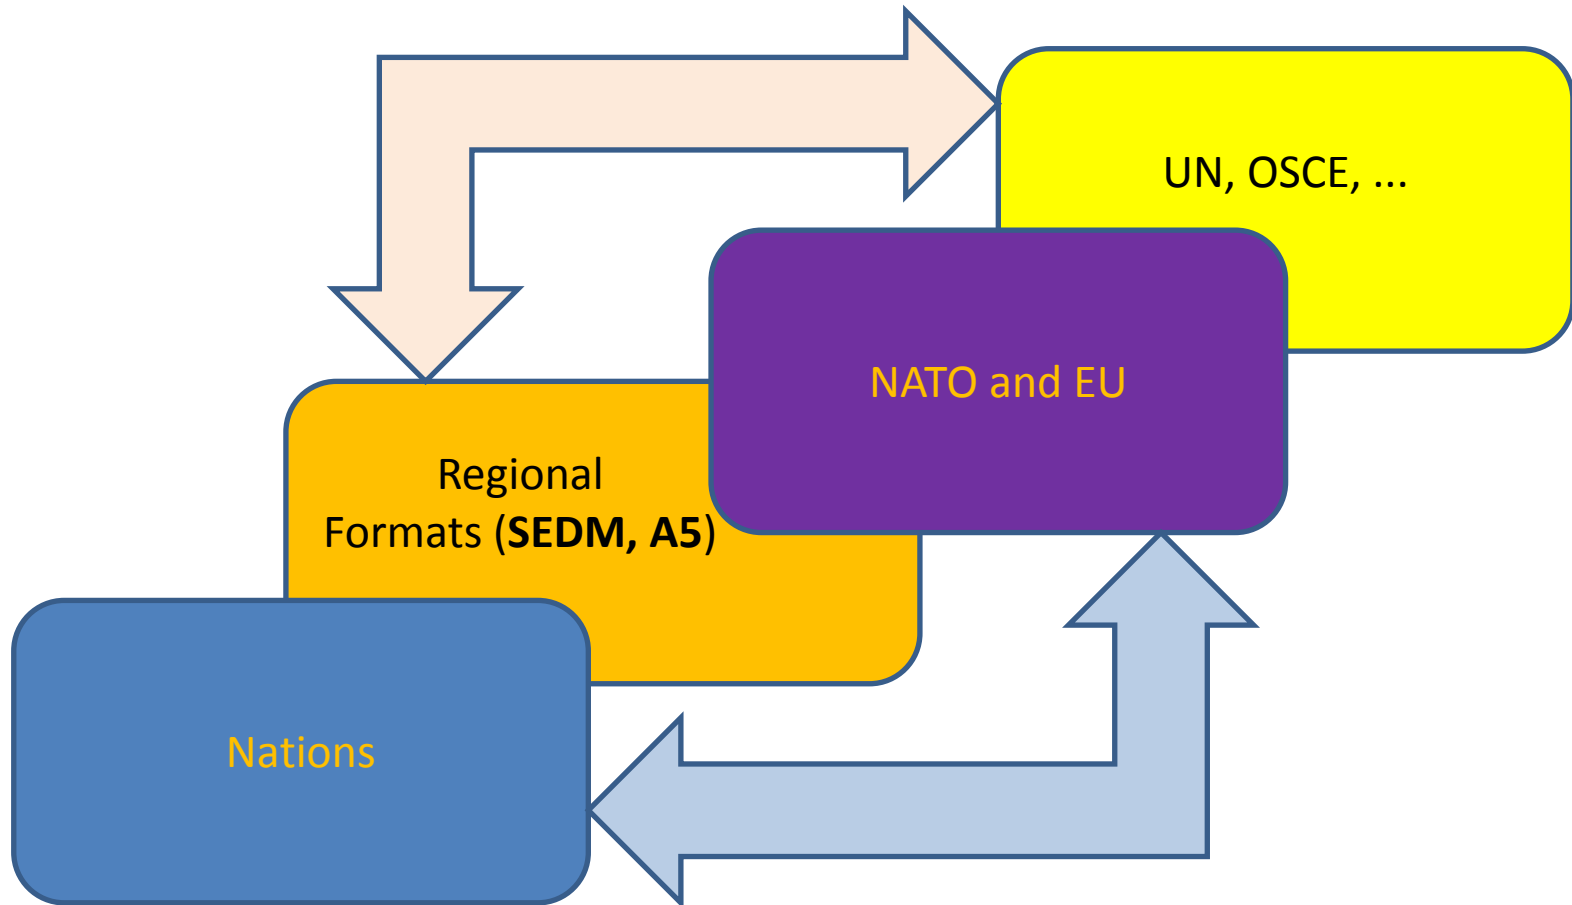 UN, OSCE, ...
NATO and EU
Regional
Formats (SEDM, A5)
Nations